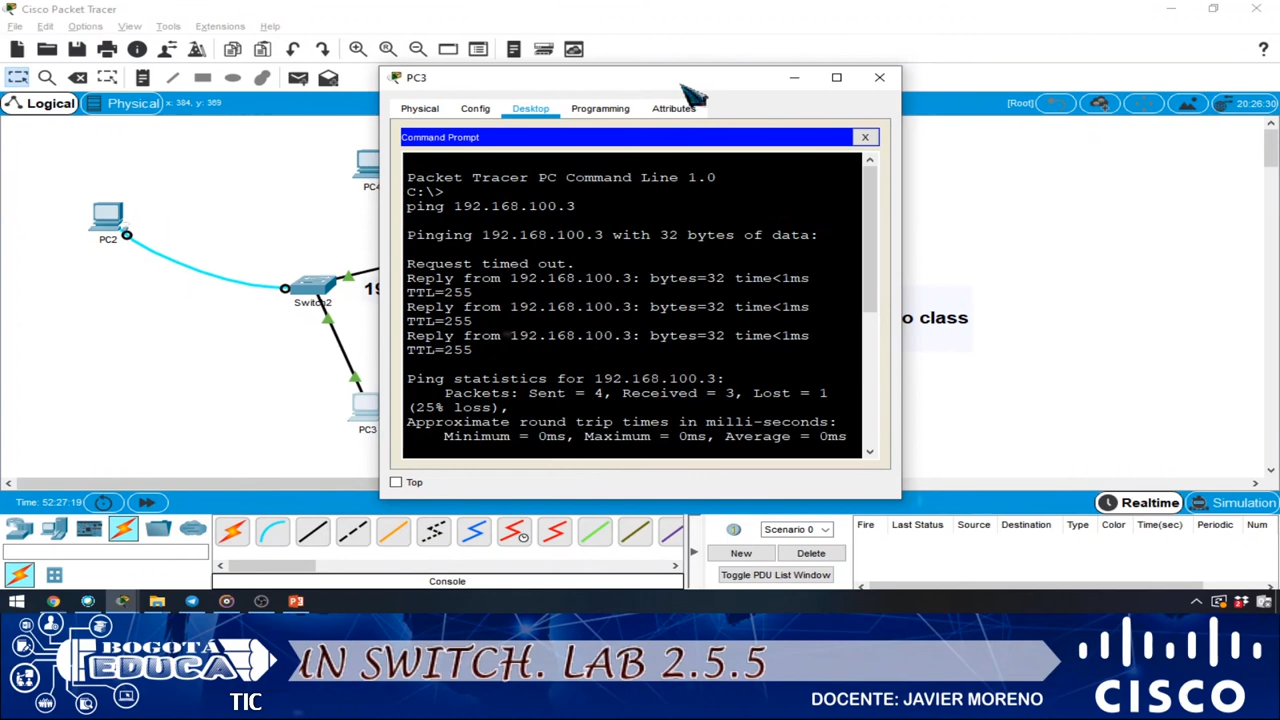 Cisco Packet Tracer
File Edit Options View Tools Extensions Help
?
Logical Physical x: 384, y: 369
[Root] 20:26:30
PC3
Physical Config Desktop Programming Attributes
Command Prompt
X
Packet Tracer PC Command Line 1.0
C:\>
ping 192.168.100.3
Pinging 192.168.100.3 with 32 bytes of data:
Request timed out.
Reply from 192.168.100.3: bytes=32 time<1ms
TTL=255
Reply from 192.168.100.3: bytes=32 time<1ms
TTL=255
Reply from 192.168.100.3: bytes=32 time<1ms
TTL=255
Ping statistics for 192.168.100.3:
Packets: Sent = 4, Received = 3, Lost = 1
(25% loss),
Approximate round trip times in milli-seconds:
Minimum = 0ms, Maximum = 0ms, Average = 0ms
Top
PC4
PC2
Switch2
19
PC3
o class
Time: 52:27:19
Realtime Simulation
Scenario 0
New Delete
Toggle PDU List Window
Fire Last Status Source Destination Type Color Time(sec) Periodic Num
Console
BOGOTÁ
EDUCA
TIC
UN SWITCH. LAB 2.5.5
DOCENTE: JAVIER MORENO
CISCO